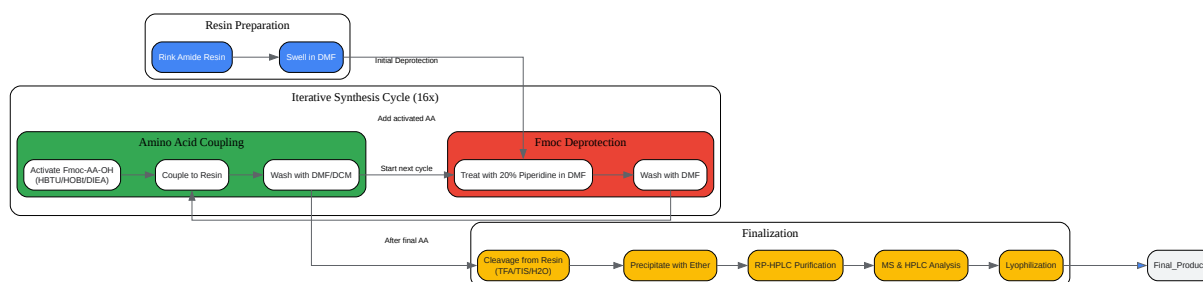 Resin Preparation
Rink Amide Resin
Swell in DMF
Initial Deprotection
Iterative Synthesis Cycle (16x)
Add activated AA
Amino Acid Coupling
Fmoc Deprotection
Activate Fmoc-AA-OH
(HBTU/HOBt/DIEA)
Couple to Resin
Wash with DMF/DCM
Start next cycle
Treat with 20% Piperidine in DMF
Wash with DMF
After final AA
Finalization
Cleavage from Resin
(TFA/TIS/H2O)
Precipitate with Ether
RP-HPLC Purification
MS & HPLC Analysis
Lyophilization
Final_Produc